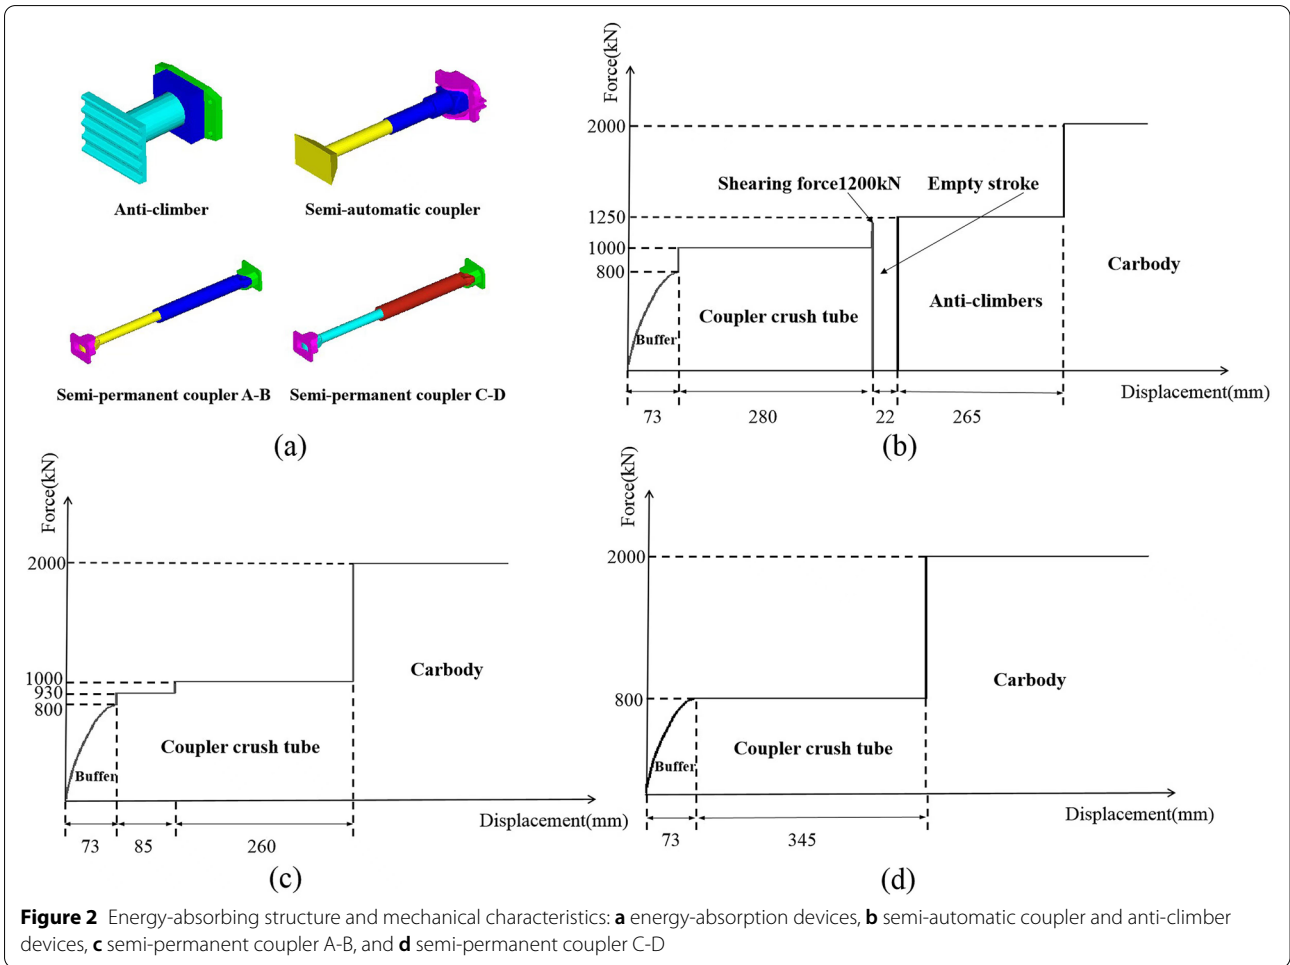 Anti-climber
Semi-automatic coupler
Semi-permanent coupler A-B
Semi-permanent coupler C-D
(a)
Force(kN)
2000
Shearing force1200kN
Empty stroke
1250
1000
800
Carbody
Anti-climbers
Coupler crush tube
Buffer
Displacement(mm)
73
280
22
265
(b)
Force(kN)
2000
1000
930
800
Carbody
Coupler crush tube
Buffer
Displacement(mm)
73
85
260
(c)
Force(kN)
2000
800
Carbody
Coupler crush tube
Buffer
Displacement(mm)
73
345
(d)
Figure 2 Energy-absorbing structure and mechanical characteristics: a energy-absorption devices, b semi-automatic coupler and anti-climber
devices, c semi-permanent coupler A-B, and d semi-permanent coupler C-D